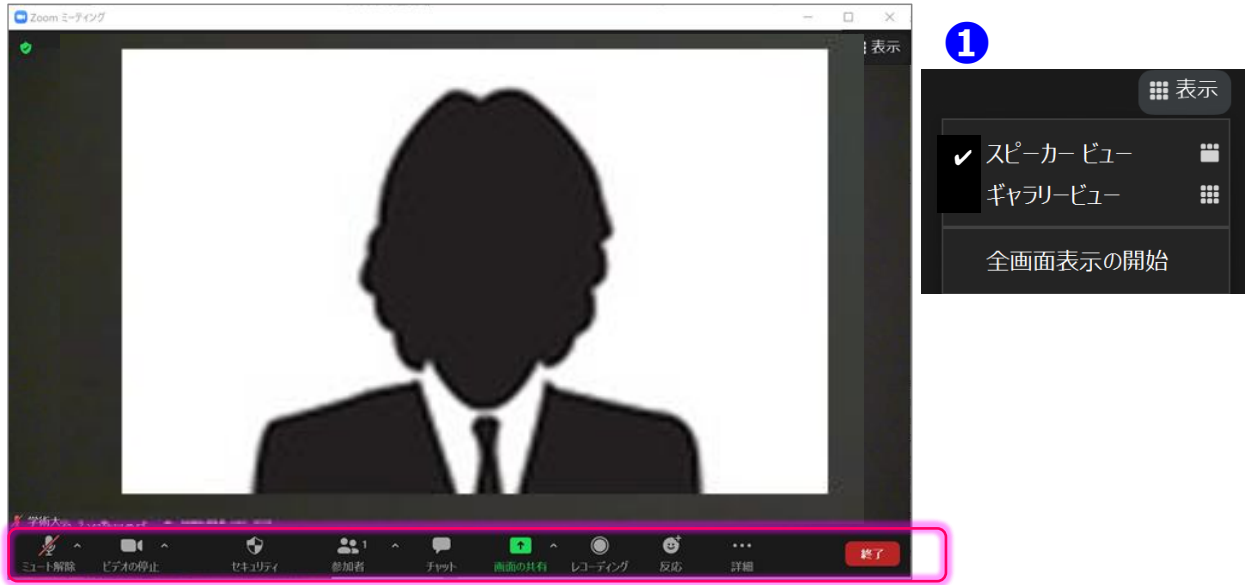 Zoom ミーティング
表示
❶
表示
✔ スピーカー ビュー
ギャラリービュー
全画面表示の開始
学術大
ミュート解除 ビデオの停止 セキュリティ 参加者 1 チャット 画面の共有 レコーディング 反応 詳細 終了